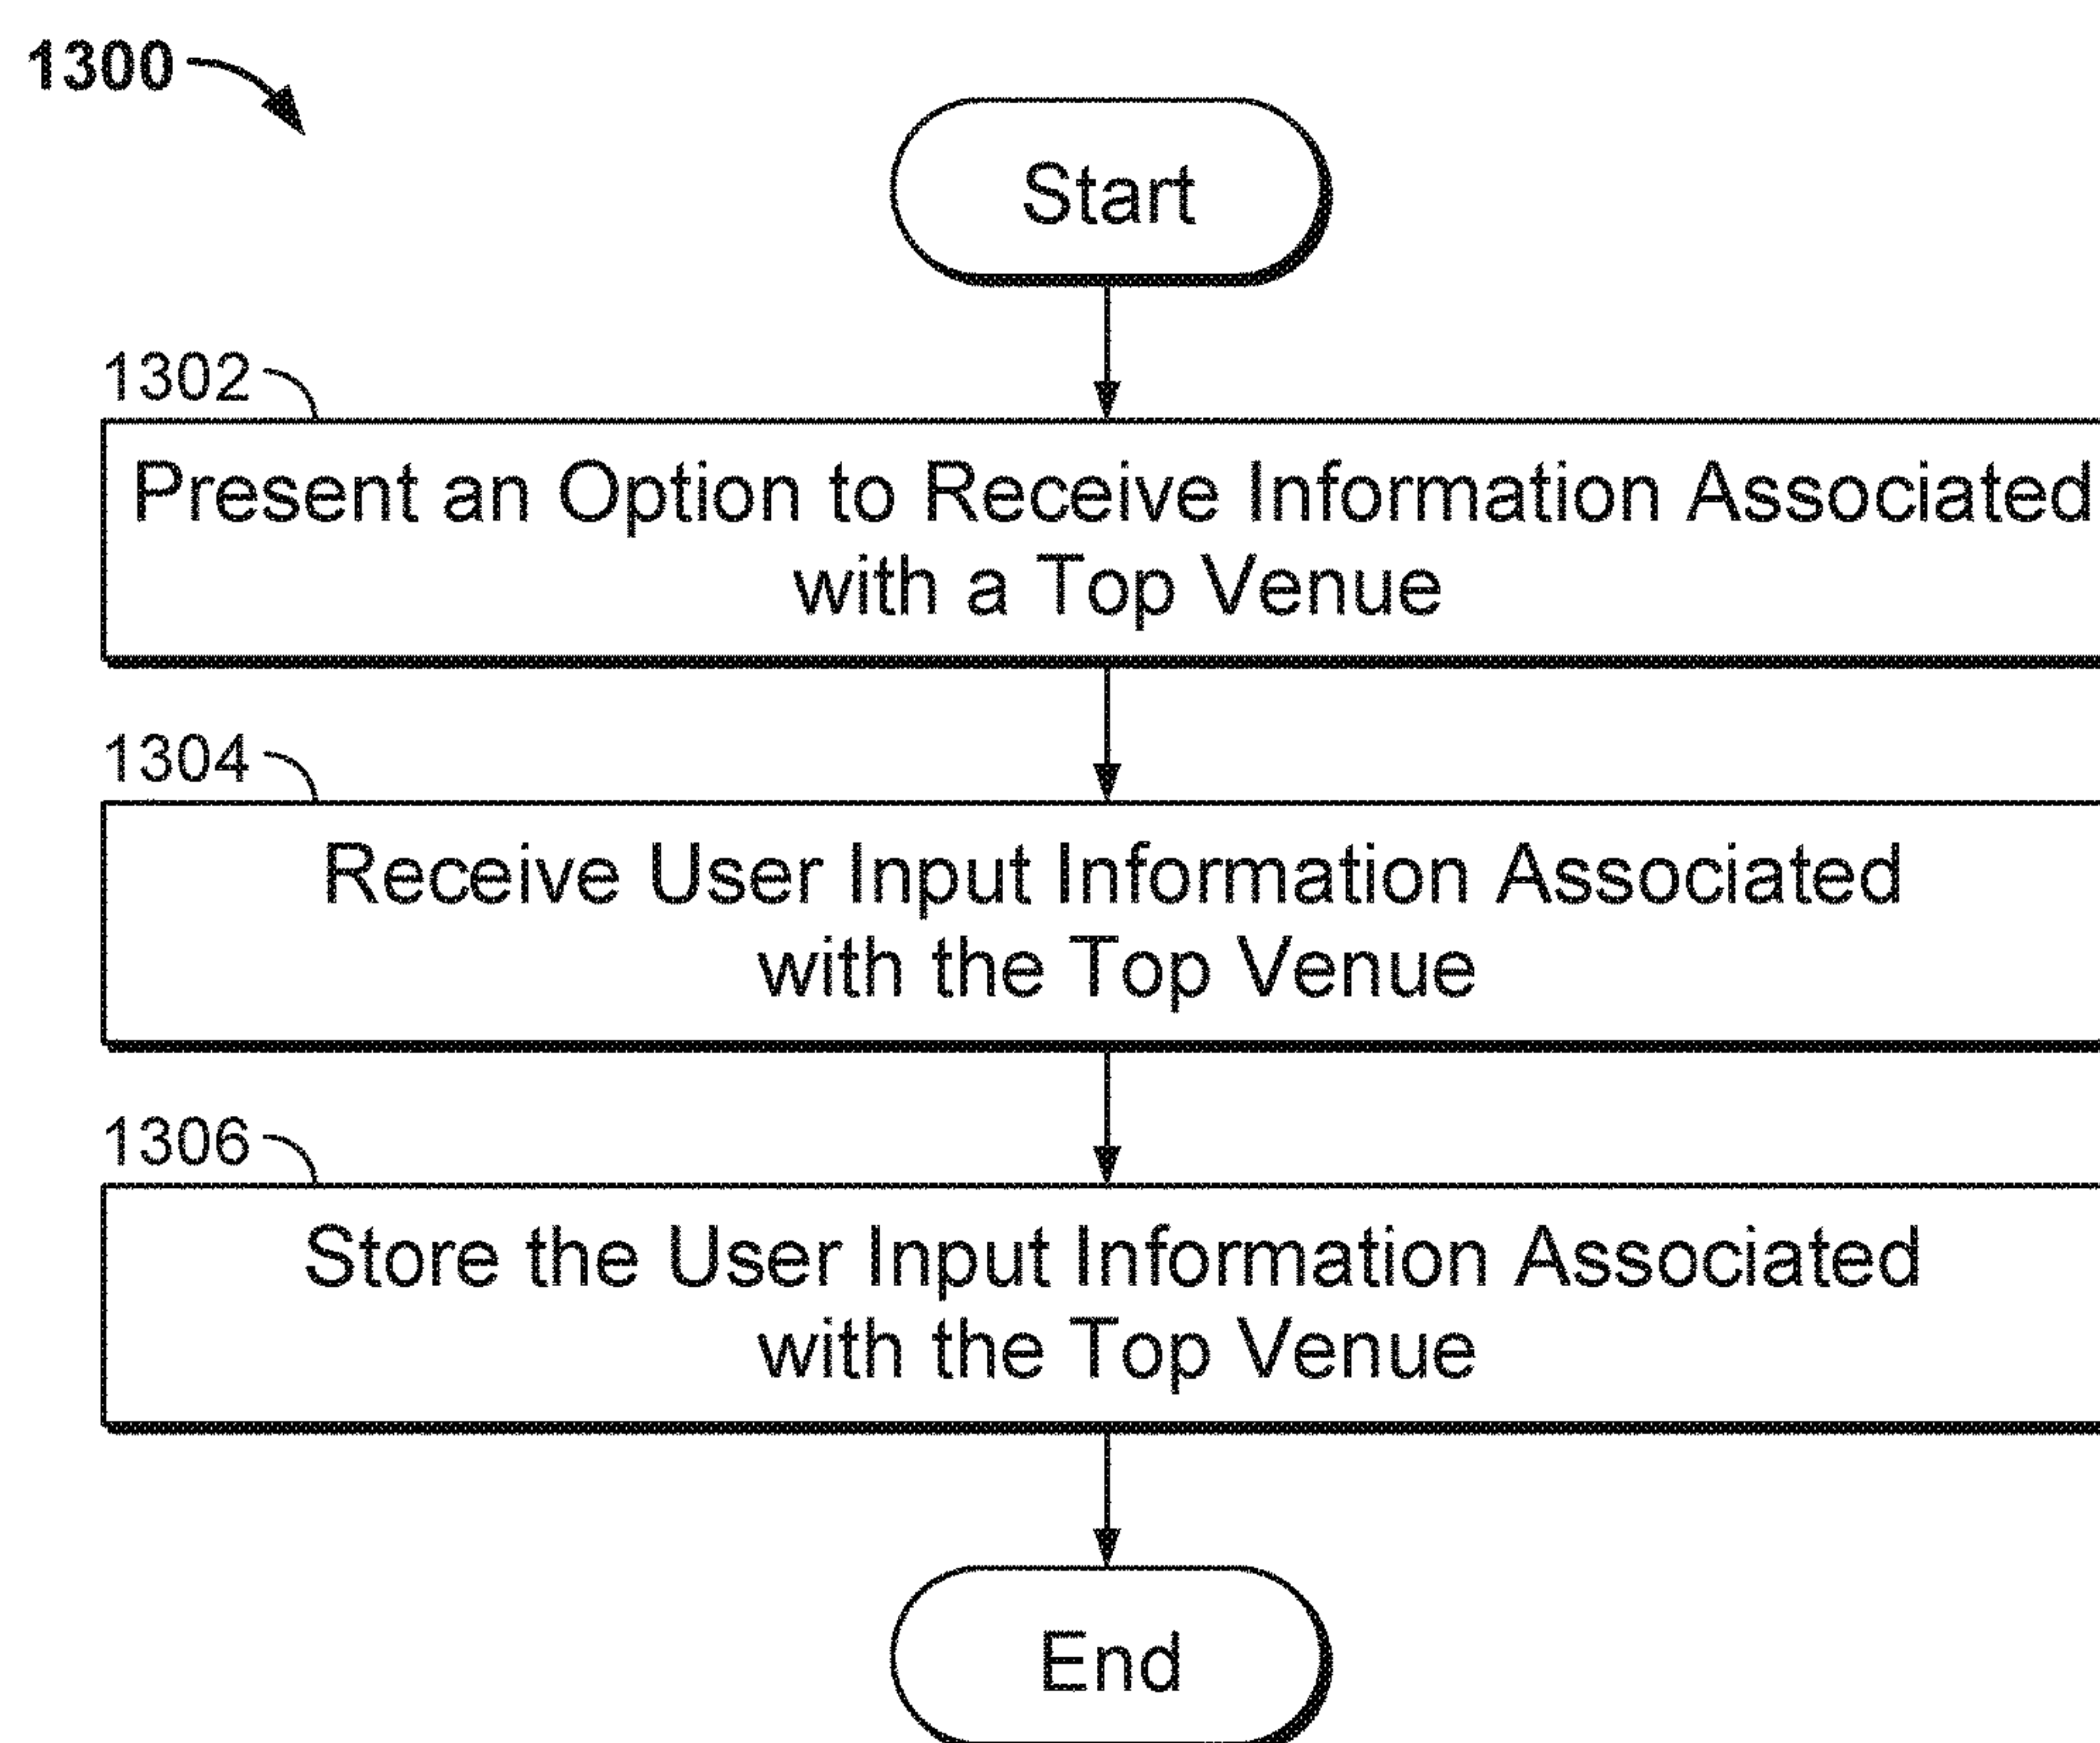 1300
Start
1302
Present an Option to Receive Information Associated
with a Top Venue
1304
Receive User Input Information Associated
with the Top Venue
1306
Store the User Input Information Associated
with the Top Venue
End